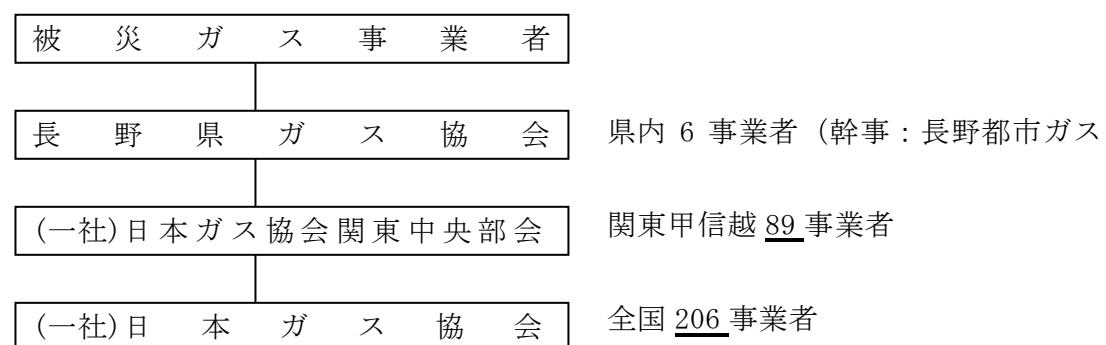 被災ガス事業者
長野県ガス協会
県内 6 事業者 (幹事：長野都市ガス
(一社)日本ガス協会関東中央部会
関東甲信越 89 事業者
(一社)日本ガス協会
全国 206 事業者